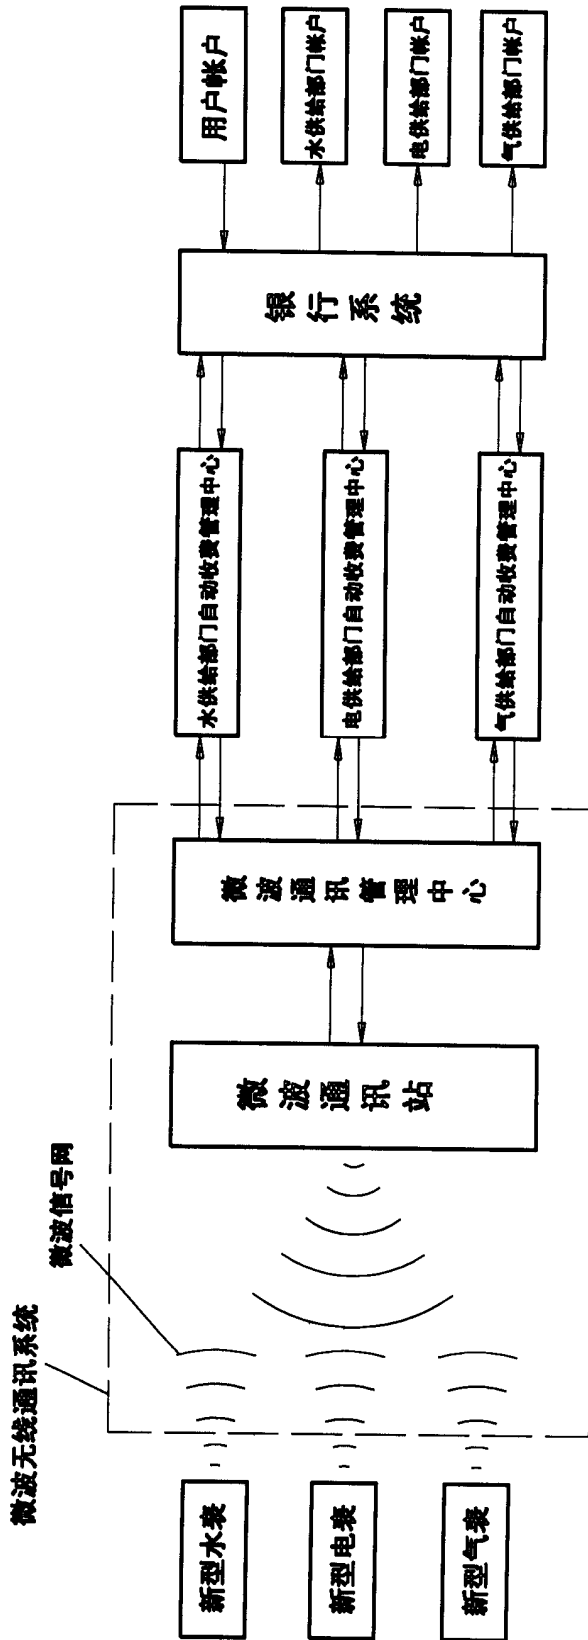 微波无线通讯系统
微波信号网
新型水表
新型电表
新型气表
微波通讯站
微波通讯管理中心
水供给部门自动收费管理中心
电供给部门自动收费管理中心
气供给部门自动收费管理中心
银行系统
用户帐户
水供给部门帐户
电供给部门帐户
气供给部门帐户